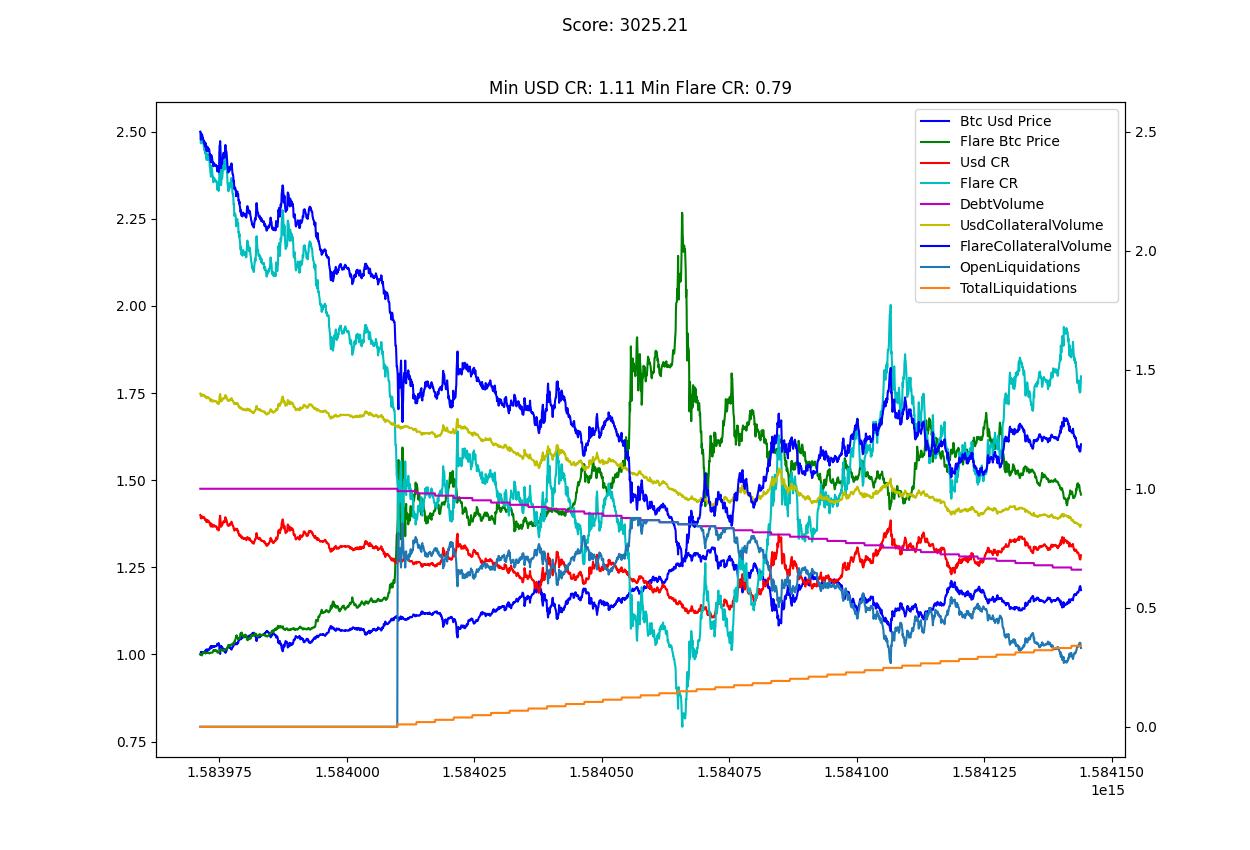 Score: 3025.21
Min USD CR: 1.11 Min Flare CR: 0.79
Btc Usd Price
Flare Btc Price
Usd CR
Flare CR
DebtVolume
UsdCollateralVolume
FlareCollateralVolume
OpenLiquidations
TotalLiquidations
2.50
2.25
2.00
1.75
1.50
1.25
1.00
0.75
2.5
2.0
1.5
1.0
0.5
0.0
1.583975 1.584000 1.584025 1.584050 1.584075 1.584100 1.584125 1.584150
1e15